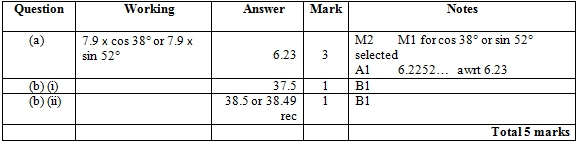 Question Working Answer Mark Notes
(a) 7.9 x cos 38° or 7.9 x M2 M1 for cos 38° or sin 52°
sin 52° 6.23 3 selected
A1 6.2252... awrt 6.23
(b) (i) 37.5 1 B1
(b) (ii) 38.5 or 38.49 1 B1
rec
Total 5 marks